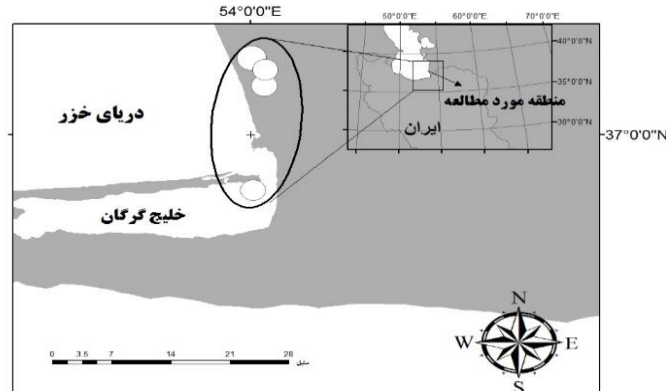 54°0'0"E
50°0'0"E 60°0'0"E 70°0'0"E
40°0'0"N
35°0'0"N
30°0'0"N
منطقه مورد مطالعه
ایران
37°0'0"N
دریای خزر
خلیج گرگان
0 3.5 7 14 21 28
مایل
N
W E
S